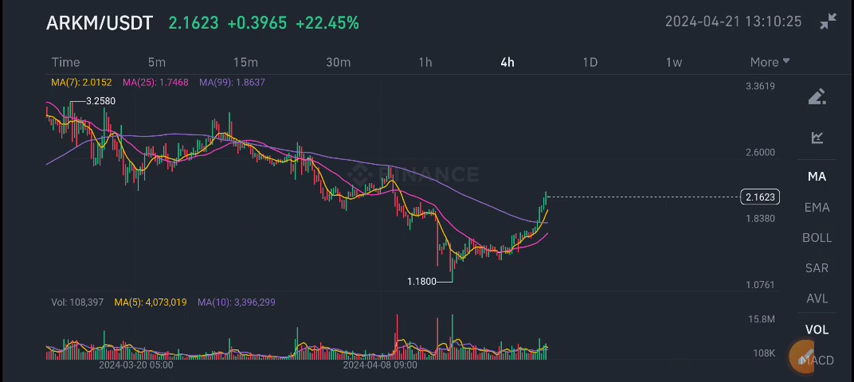 ARKM/USDT 2.1623 +0.3965 +22.45% 2024-04-21 13:10:25
Time 5m 15m 30m 1h 4h 1D 1w More
MA(7): 2.0152 MA(25): 1.7468 MA(99): 1.8637
3.3619
3.2580
2.6000
BINANCE
MA
2.1623
EMA
1.8380
BOLL
SAR
1.1800
1.0761
AVL
Vol: 108,397 MA(5): 4,073,019 MA(10): 3,396,299
15.8M
VOL
108K
MACD
2024-03-20 05:00 2024-04-08 09:00